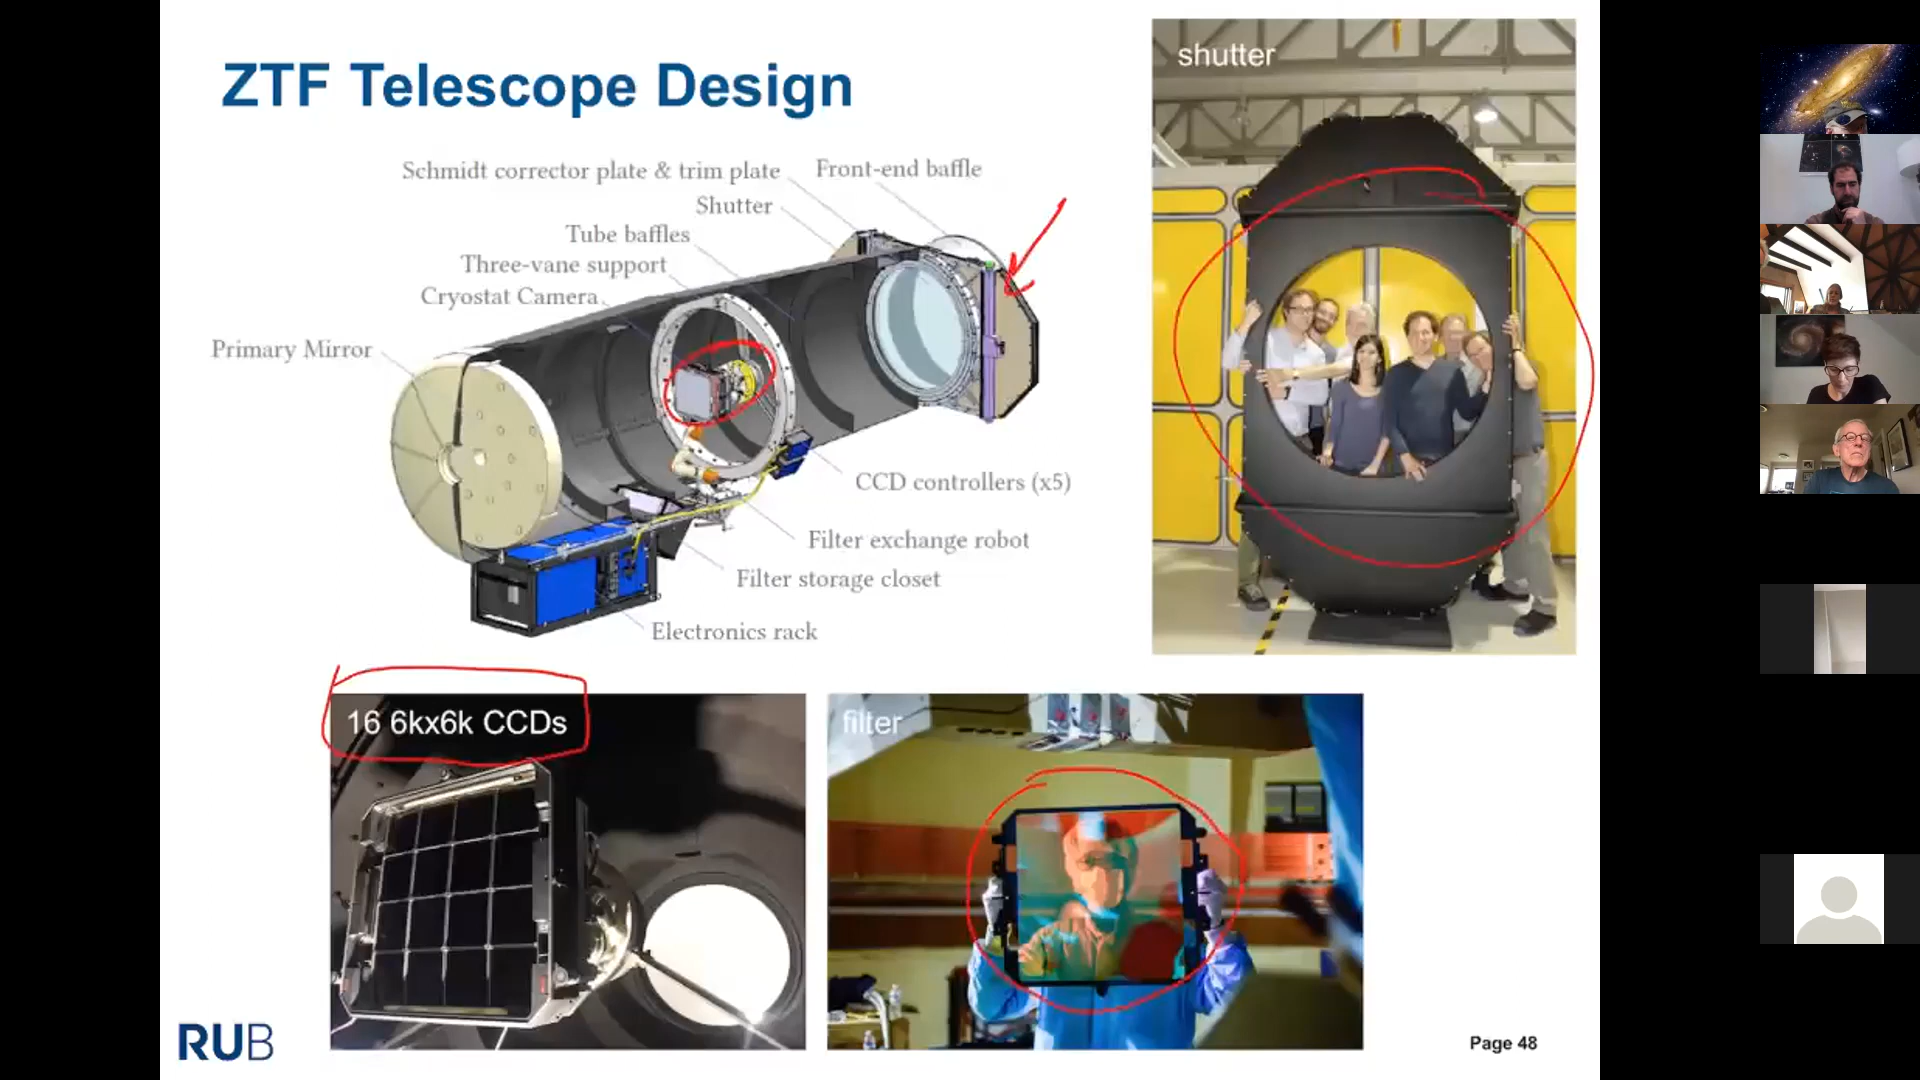 ZTF Telescope Design
Schmidt corrector plate & trim plate
Front-end baffle
Shutter
Tube baffles
Three-vane support
Cryostat Camera
Primary Mirror
CCD controllers (x5)
Filter exchange robot
Filter storage closet
Electronics rack
shutter
16 6kx6k CCDs
filter
RUB
Page 48